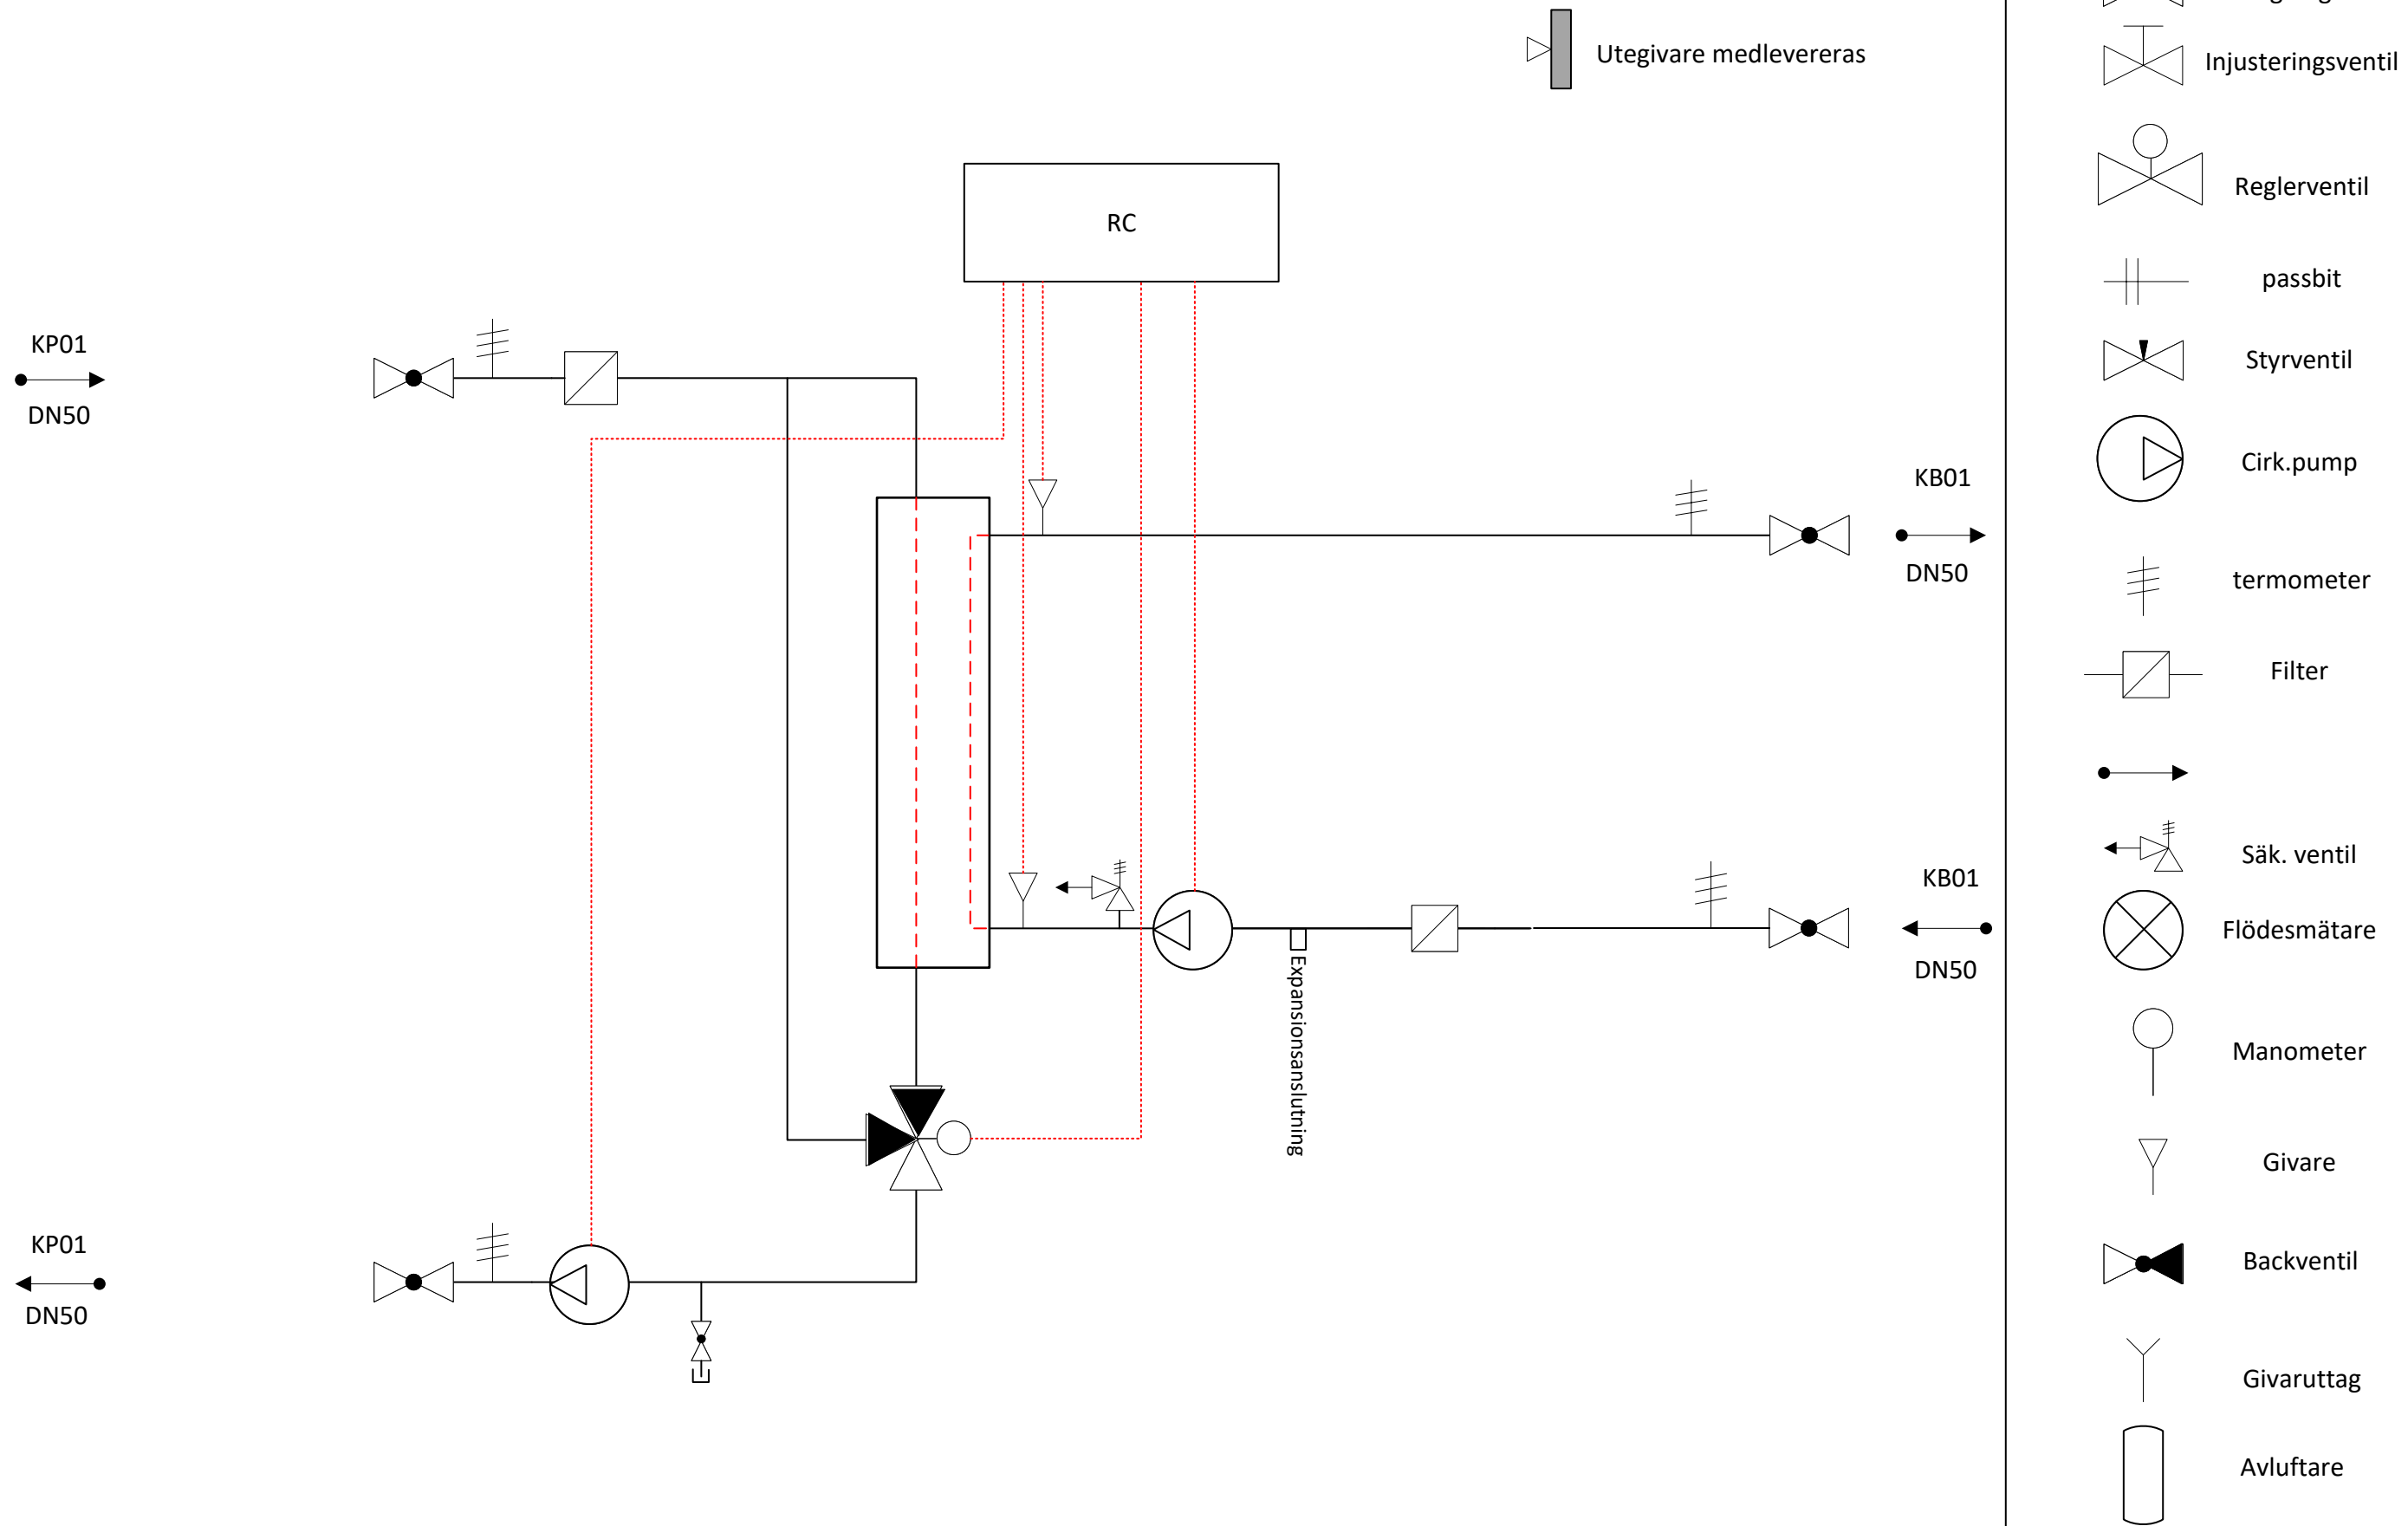 Utegivare medlevereras
RC
KP01
DN50
KB01
DN50
KB01
DN50
Expansionsanslutning
KP01
DN50
Injusteringsventil
Reglerventil
passbit
Styrventil
Cirk.pump
termometer
Filter
Säk. ventil
Flödesmätare
Manometer
Givare
Backventil
Givaruttag
Avluftare